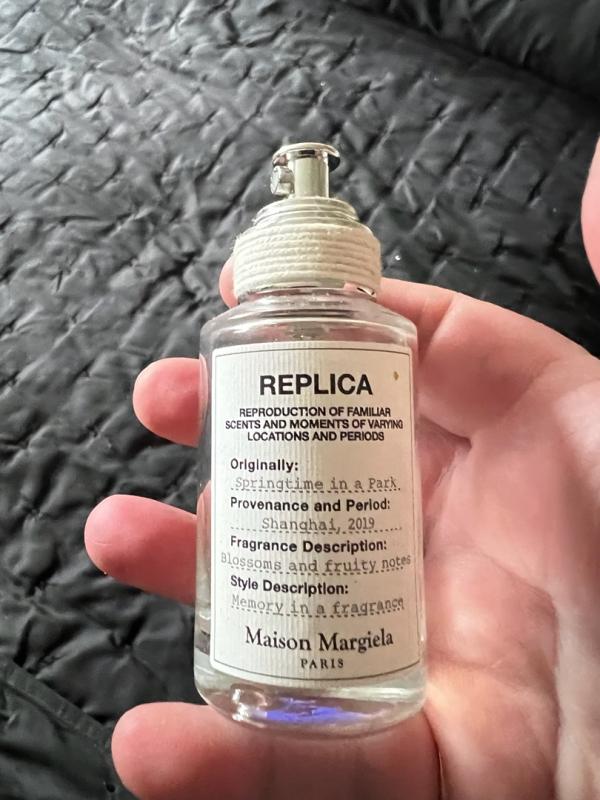 REPLICA
REPRODUCTION OF FAMILIAR
SCENTS AND MOMENTS OF VARYING
LOCATIONS AND PERIODS
Originally:
Springtime in a Park
Provenance and Period:
Shanghai, 2019
Fragrance Description:
Blossoms and fruity notes
Style Description:
Memory in a fragrance
Maison Margiela
PARIS